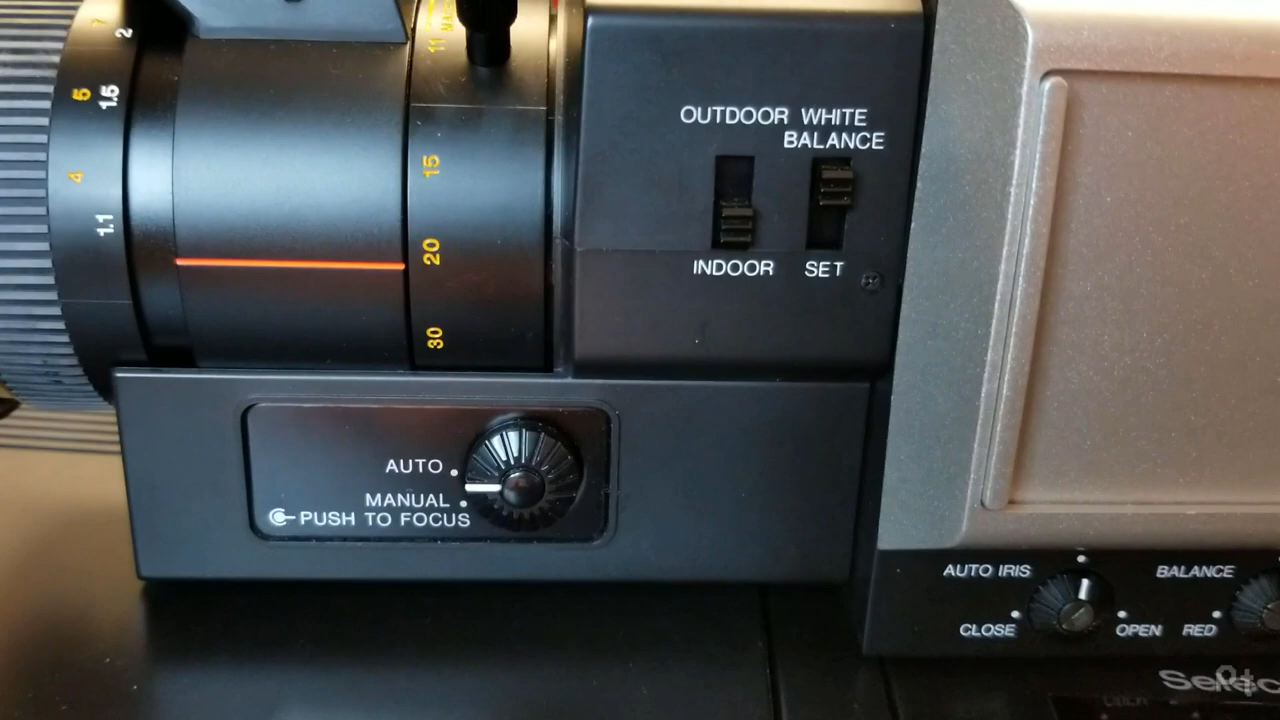 7
2
11
5
1.5
15
4
1.1
20
30
OUTDOOR WHITE
BALANCE
INDOOR SET
AUTO
MANUAL
PUSH TO FOCUS
AUTO IRIS
BALANCE
CLOSE
OPEN RED